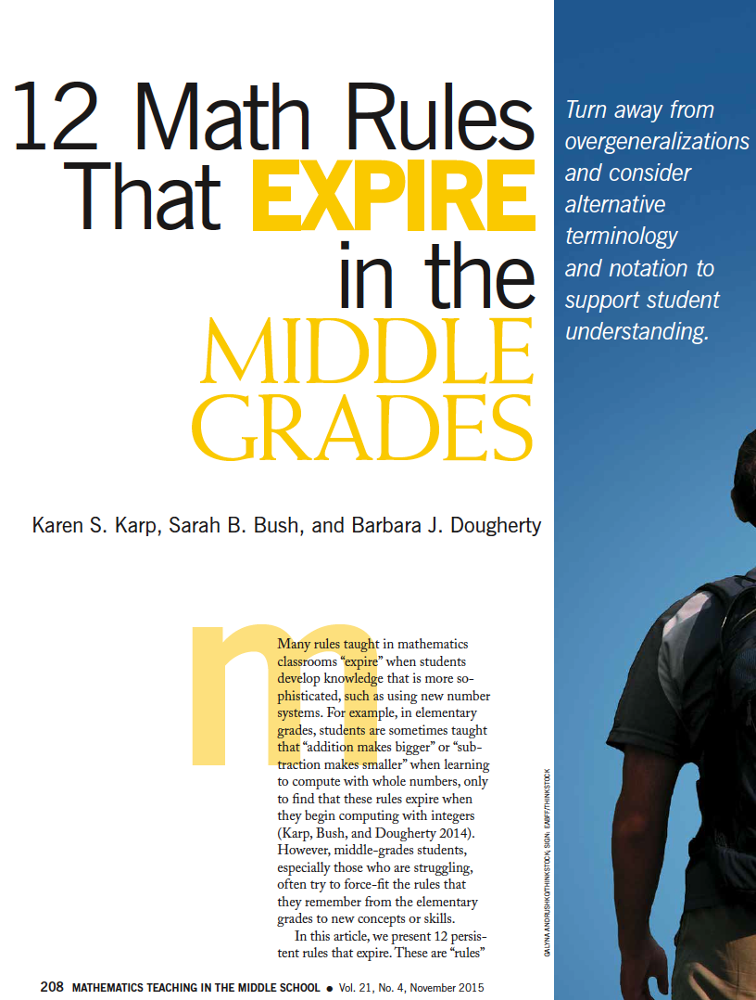 12 Math Rules
That EXPIRE
in the
MIDDLE
GRADES
Turn away from
overgeneralizations
and consider
alternative
terminology
and notation to
support student
understanding.
Karen S. Karp, Sarah B. Bush, and Barbara J. Dougherty
m
Many rules taught in mathematics
classrooms “expire” when students
develop knowledge that is more so-
phisticated, such as using new number
systems. For example, in elementary
grades, students are sometimes taught
that “addition makes bigger” or “sub-
traction makes smaller” when learning
to compute with whole numbers, only
to find that these rules expire when
they begin computing with integers
(Karp, Bush, and Dougherty 2014).
However, middle-grades students,
especially those who are struggling,
often try to force-fit the rules that
they remember from the elementary
grades to new concepts or skills.
In this article, we present 12 persis-
tent rules that expire. These are “rules”
GALYNA ANDRUSHKO/THINKSTOCK; SIGN: EABFF/THINKSTOCK
208 MATHEMATICS TEACHING IN THE MIDDLE SCHOOL ● Vol. 21, No. 4, November 2015